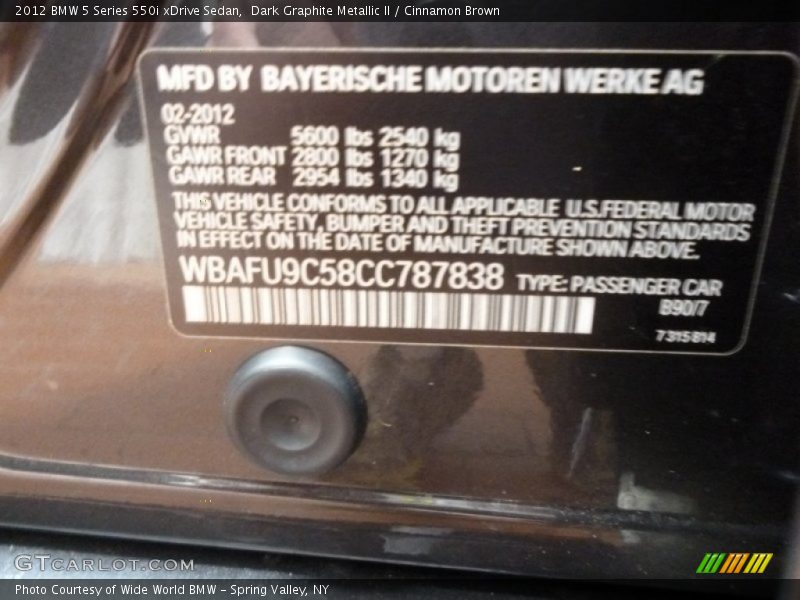 2012 BMW 5 Series 550i xDrive Sedan,  Dark Graphite Metallic II / Cinnamon Brown
MFD BY BAYERISCHE MOTOREN WERKE AG
02-2012
GVWR 5600 lbs 2540 kg
GAWR FRONT 2800 lbs 1270 kg
GAWR REAR 2954 lbs 1340 kg
THIS VEHICLE CONFORMS TO ALL APPLICABLE U.S.FEDERAL MOTOR
VEHICLE SAFETY, BUMPER AND THEFT PREVENTION STANDARDS
IN EFFECT ON THE DATE OF MANUFACTURE SHOWN ABOVE.
WBAFU9C58CC787838 TYPE: PASSENGER CAR
B90/7
7 315 814
GTCARLOT.COM
Photo Courtesy of Wide World BMW – Spring Valley, NY